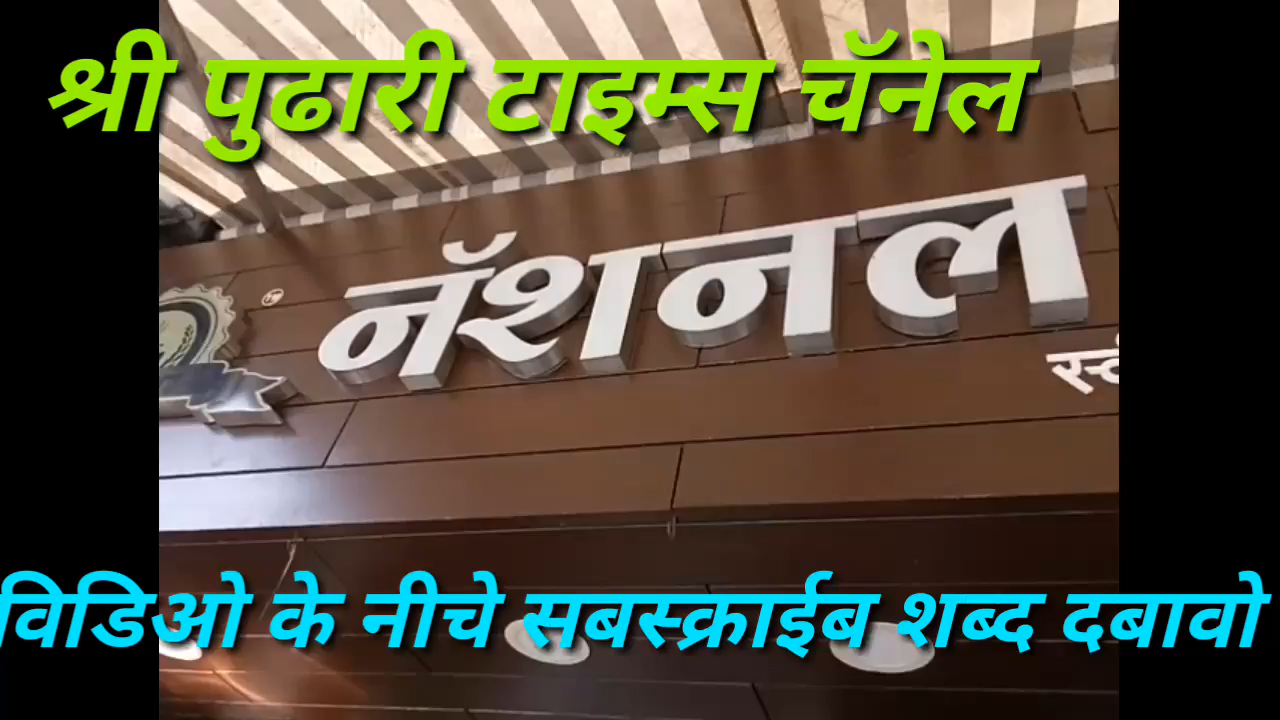 श्री पुढारी टाइम्स चॅनेल
नॅशनल
विडिओ के नीचे सबस्क्राईब शब्द दबावो